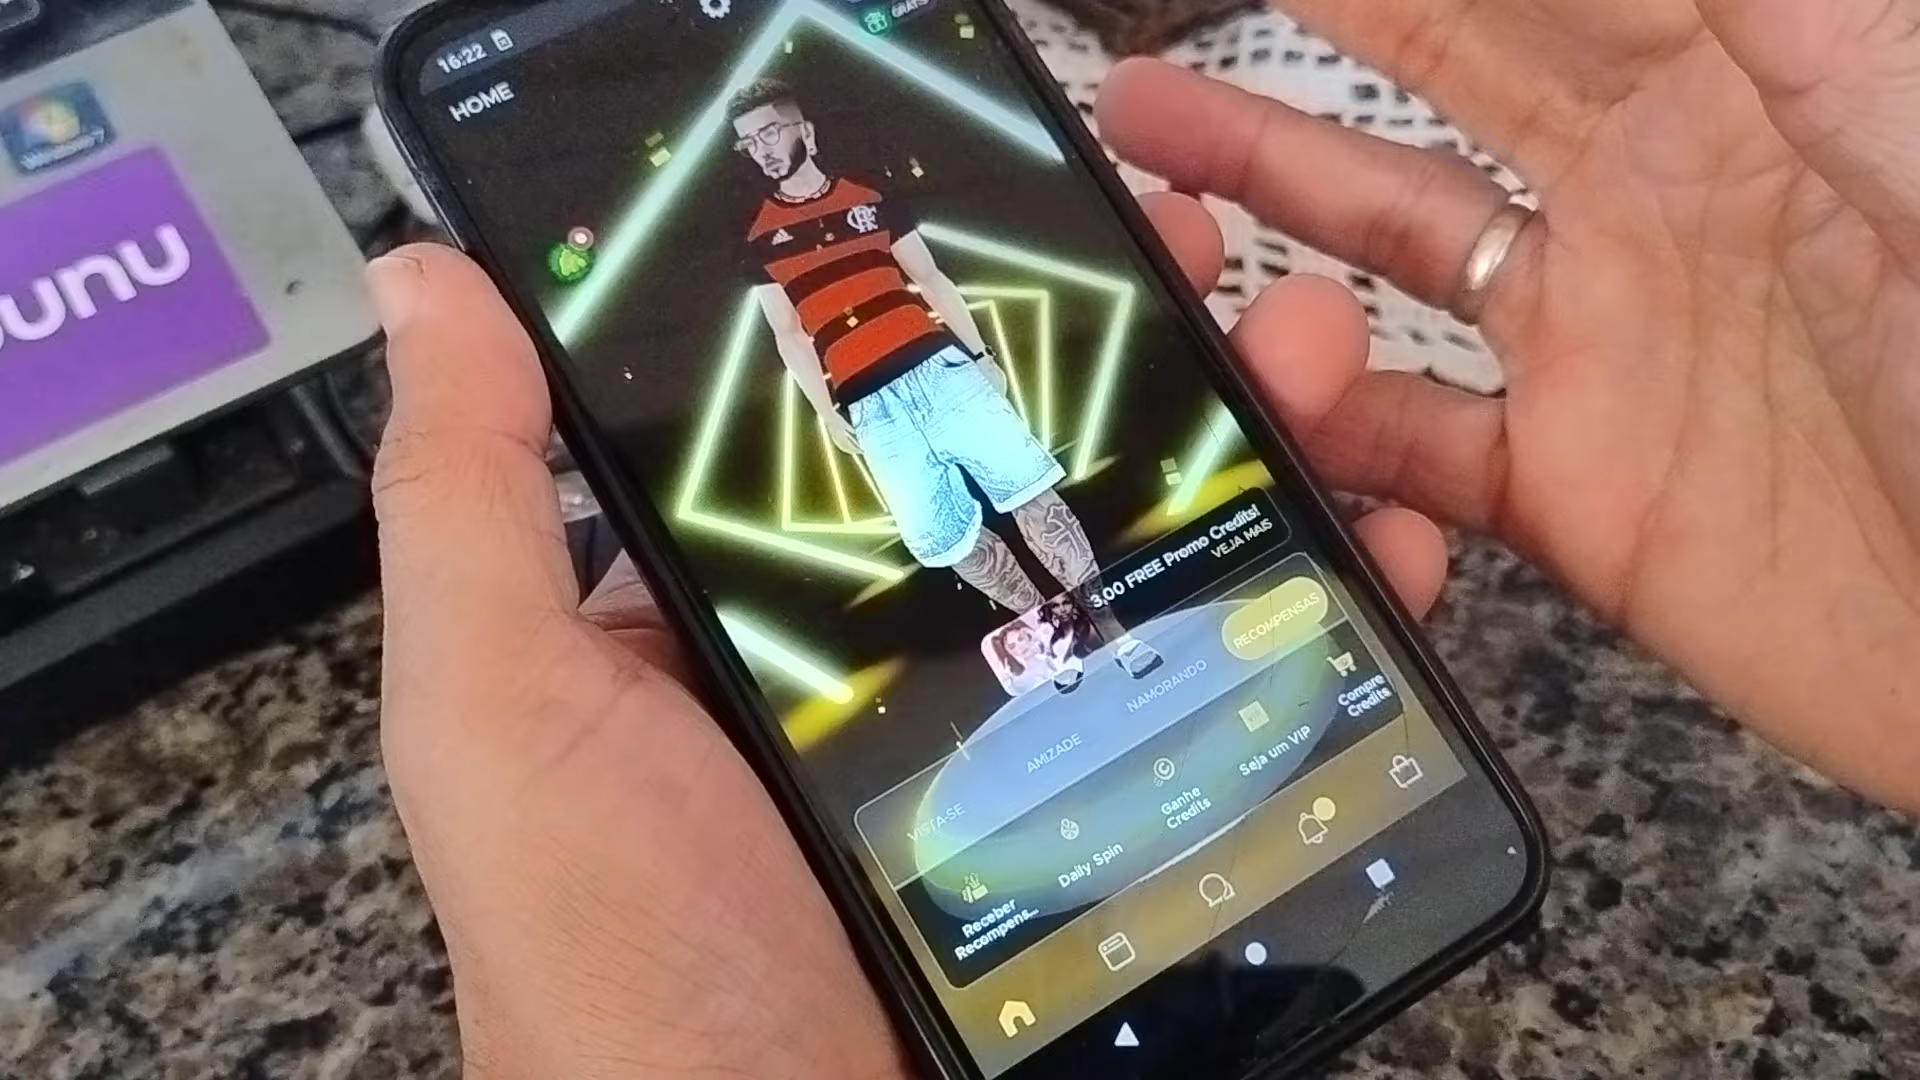 16:22
HOME
GRÁTIS
Windows 7
unu
3,00 FREE Promo Credits!
VEJA MAIS
VISTA-SE
AMIZADE
NAMORANDO
RECOMPENSAS
Receber
Recompens...
Daily Spin
Ganhe
Credits
Seja um VIP
Compre
Credits